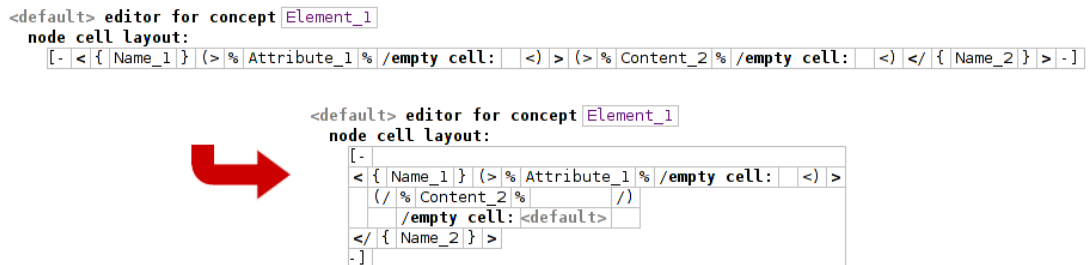 <default> editor for concept Element_1
node cell layout:
[- < { Name_1 } (> % Attribute_1 % /empty cell: <) > (> % Content_2 % /empty cell: <) </ { Name_2 } > -]
<default> editor for concept Element_1
node cell layout:
[-
< { Name_1 } (> % Attribute_1 % /empty cell: <) >
(/ % Content_2 % /)
/empty cell: <default>
</ { Name_2 } >
-]